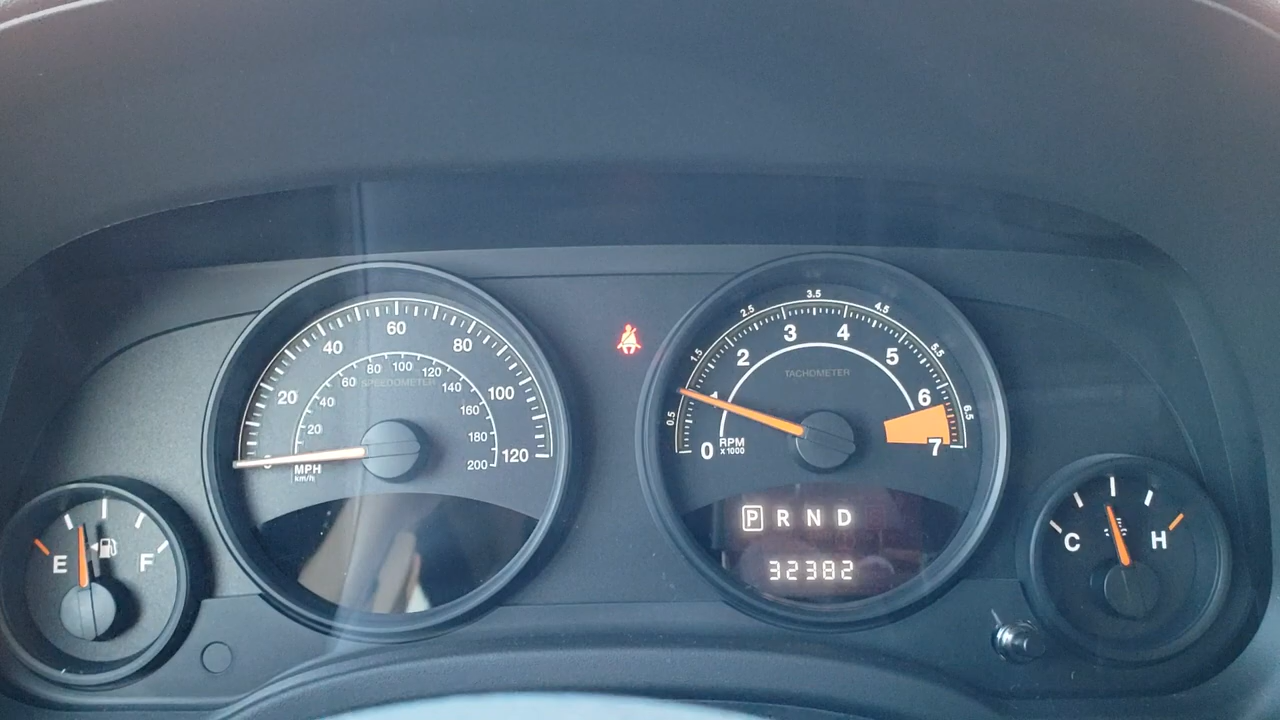 60
40 80
20 100
120
80 100 120
60 140
40 160
20 180
200
SPEEDOMETER
0
MPH
km/h
3.5
2.5 4.5
1.5 5.5
0.5 6.5
3 4
2 5
1 6
0 7
TACHOMETER
RPM
X 1000
P R N D
32382
E F
C H